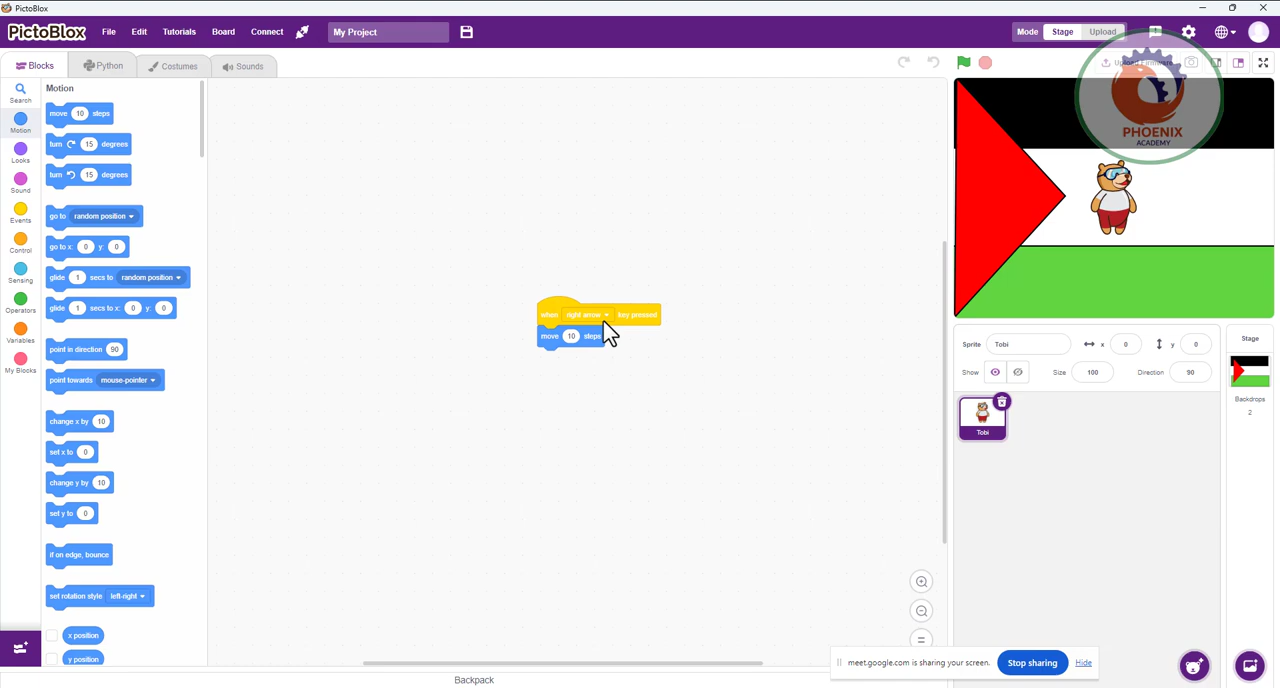 PictoBlox
PictoBlox File Edit Tutorials Board Connect My Project Mode Stage Upload
Blocks Python Costumes Sounds Upload Firmware
Search
Motion
Looks
Sound
Events
Control
Sensing
Operators
Variables
My Blocks
Motion
move 10 steps
turn 15 degrees
turn 15 degrees
go to random position
go to x: 0 y: 0
glide 1 secs to random position
glide 1 secs to x: 0 y: 0
point in direction 90
point towards mouse-pointer
change x by 10
set x to 0
change y by 10
set y to 0
if on edge, bounce
set rotation style left-right
x position
y position
when right arrow key pressed
move 10 steps
PHOENIX
ACADEMY
Sprite Tobi x 0 y 0
Show Size 100 Direction 90
Tobi
Stage
Backdrops
2
meet.google.com is sharing your screen. Stop sharing Hide
Backpack